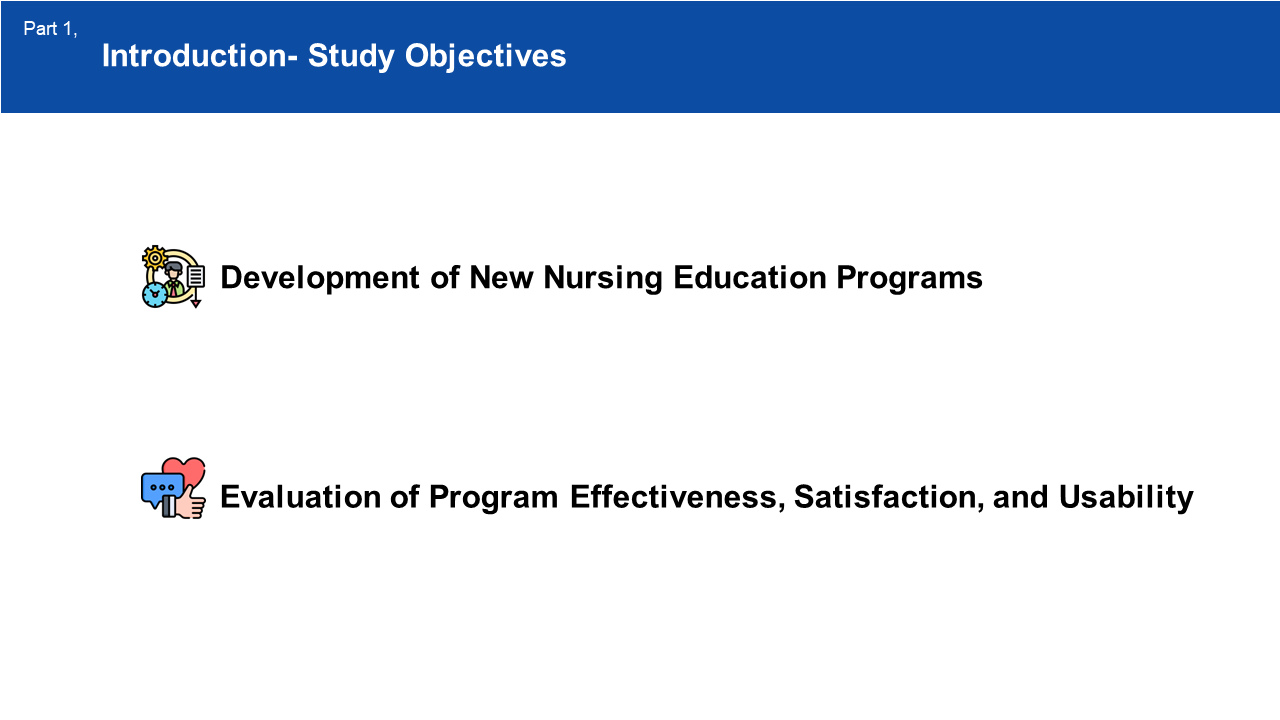 Part 1,
Introduction- Study Objectives
Development of New Nursing Education Programs
Evaluation of Program Effectiveness, Satisfaction, and Usability